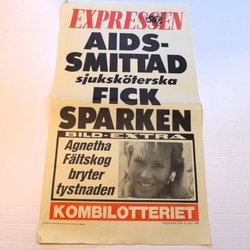 EXPRESSEN
AIDS-
SMITTAD
sjuksköterska
FICK
SPARKEN
BILD-EXTRA
Agnetha
Fältskog
bryter
tystnaden
KOMBILOTTERIET